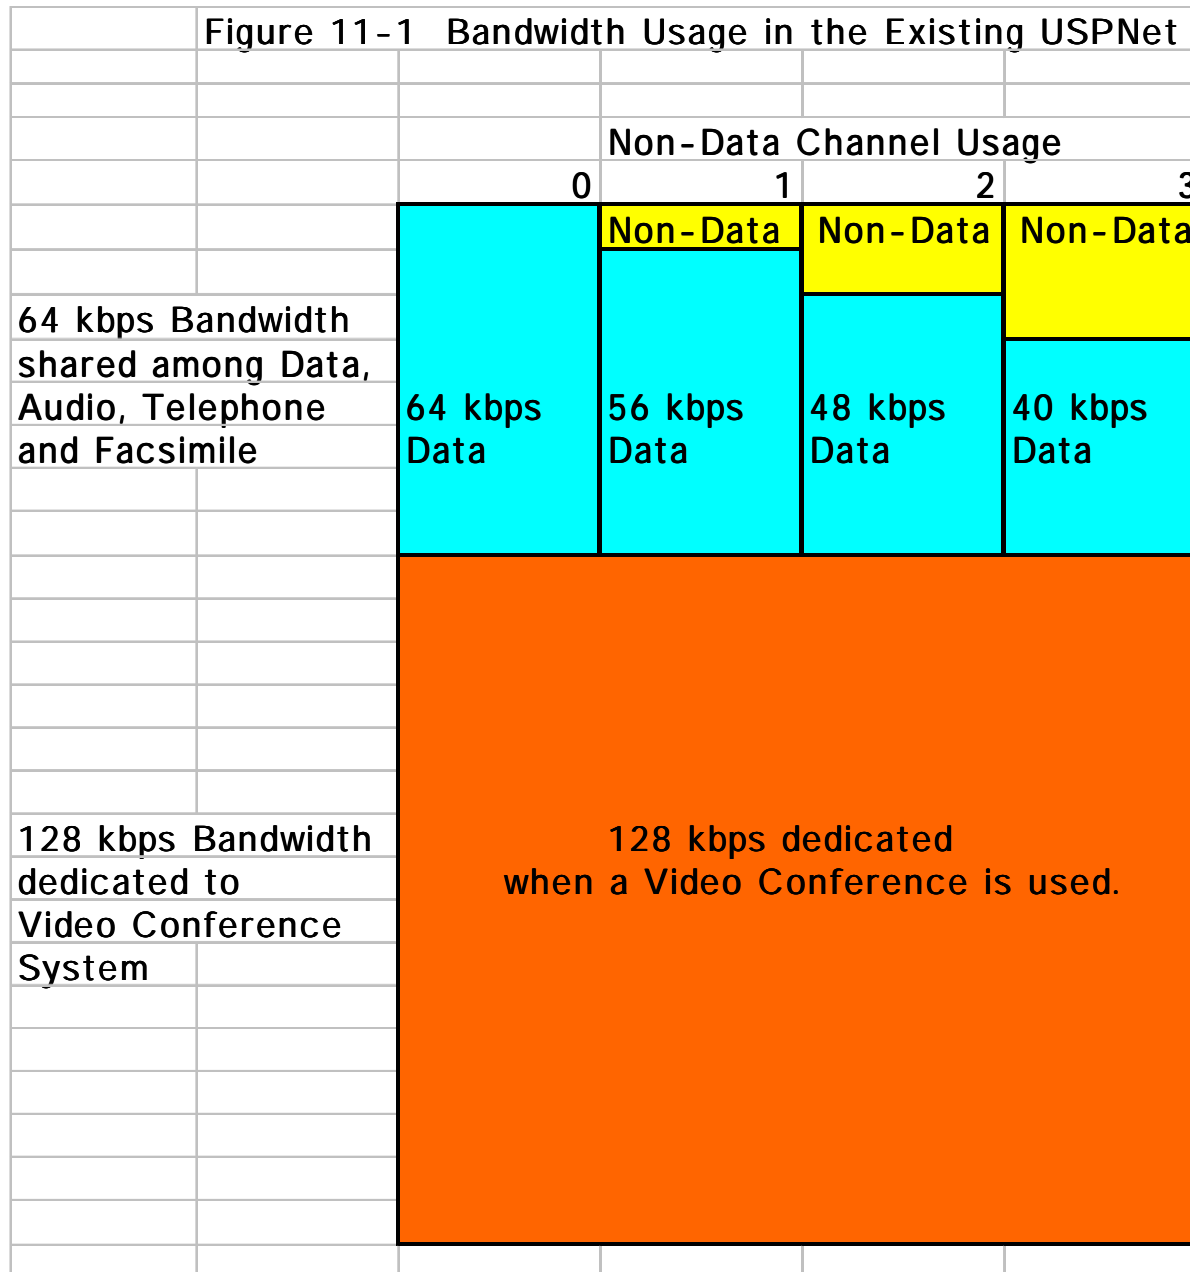 Figure 11-1 Bandwidth Usage in the Existing USPNet
Non-Data Channel Usage
0 1 2 3
Non-Data Non-Data Non-Data
64 kbps Bandwidth
shared among Data,
Audio, Telephone
and Facsimile
64 kbps
Data
56 kbps
Data
48 kbps
Data
40 kbps
Data
128 kbps Bandwidth
dedicated to
Video Conference
System
128 kbps dedicated
when a Video Conference is used.